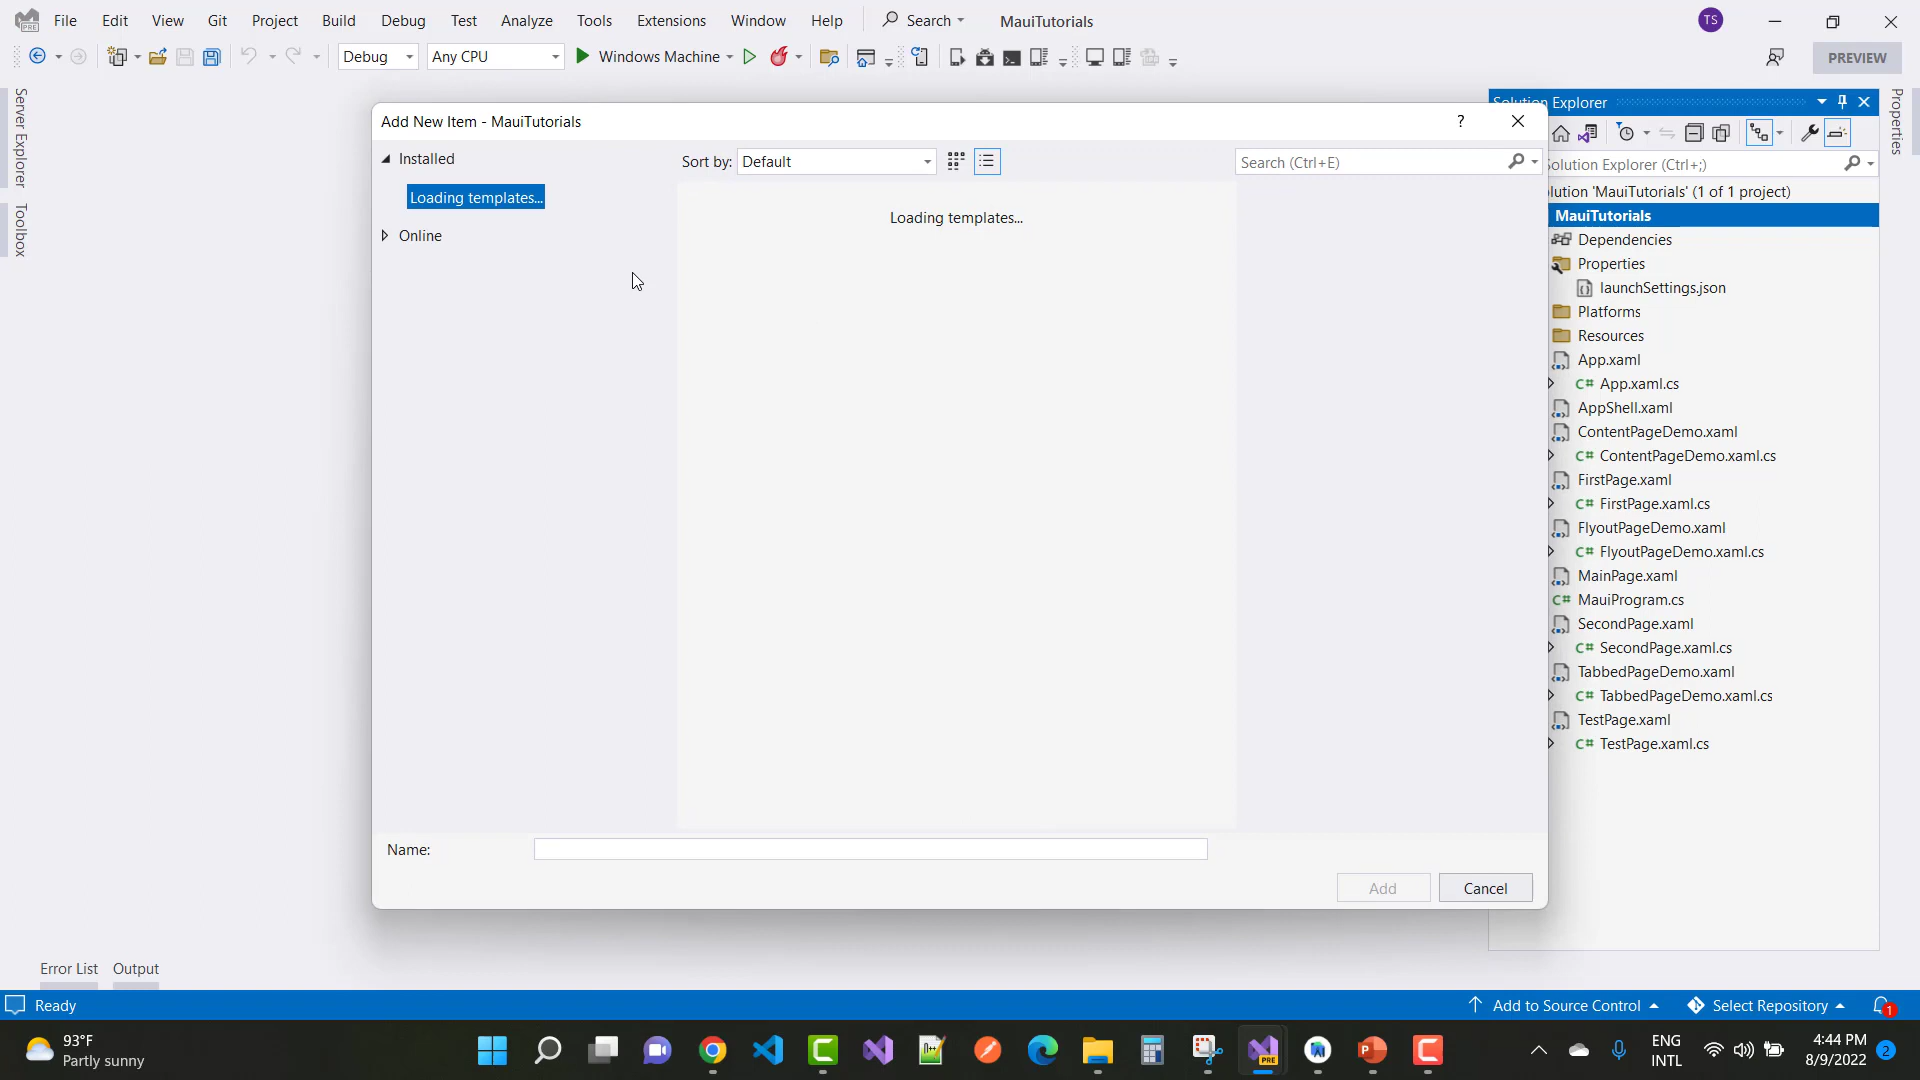 File Edit View Git Project Build Debug Test Analyze Tools Extensions Window Help Search MauiTutorials TS
Debug Any CPU Windows Machine PREVIEW
Server Explorer
Toolbox
Add New Item - MauiTutorials ?
Installed
Loading templates...
Online
Sort by: Default
Search (Ctrl+E)
Loading templates...
Name:
Add Cancel
Solution Explorer
Solution Explorer (Ctrl+;)
olution 'MauiTutorials' (1 of 1 project)
MauiTutorials
Dependencies
Properties
launchSettings.json
Platforms
Resources
App.xaml
C# App.xaml.cs
AppShell.xaml
ContentPageDemo.xaml
C# ContentPageDemo.xaml.cs
FirstPage.xaml
C# FirstPage.xaml.cs
FlyoutPageDemo.xaml
C# FlyoutPageDemo.xaml.cs
MainPage.xaml
C# MauiProgram.cs
SecondPage.xaml
C# SecondPage.xaml.cs
TabbedPageDemo.xaml
C# TabbedPageDemo.xaml.cs
TestPage.xaml
C# TestPage.xaml.cs
Properties
Error List Output
Ready Add to Source Control Select Repository 1
93°F
Partly sunny
ENG
INTL
4:44 PM
8/9/2022
2